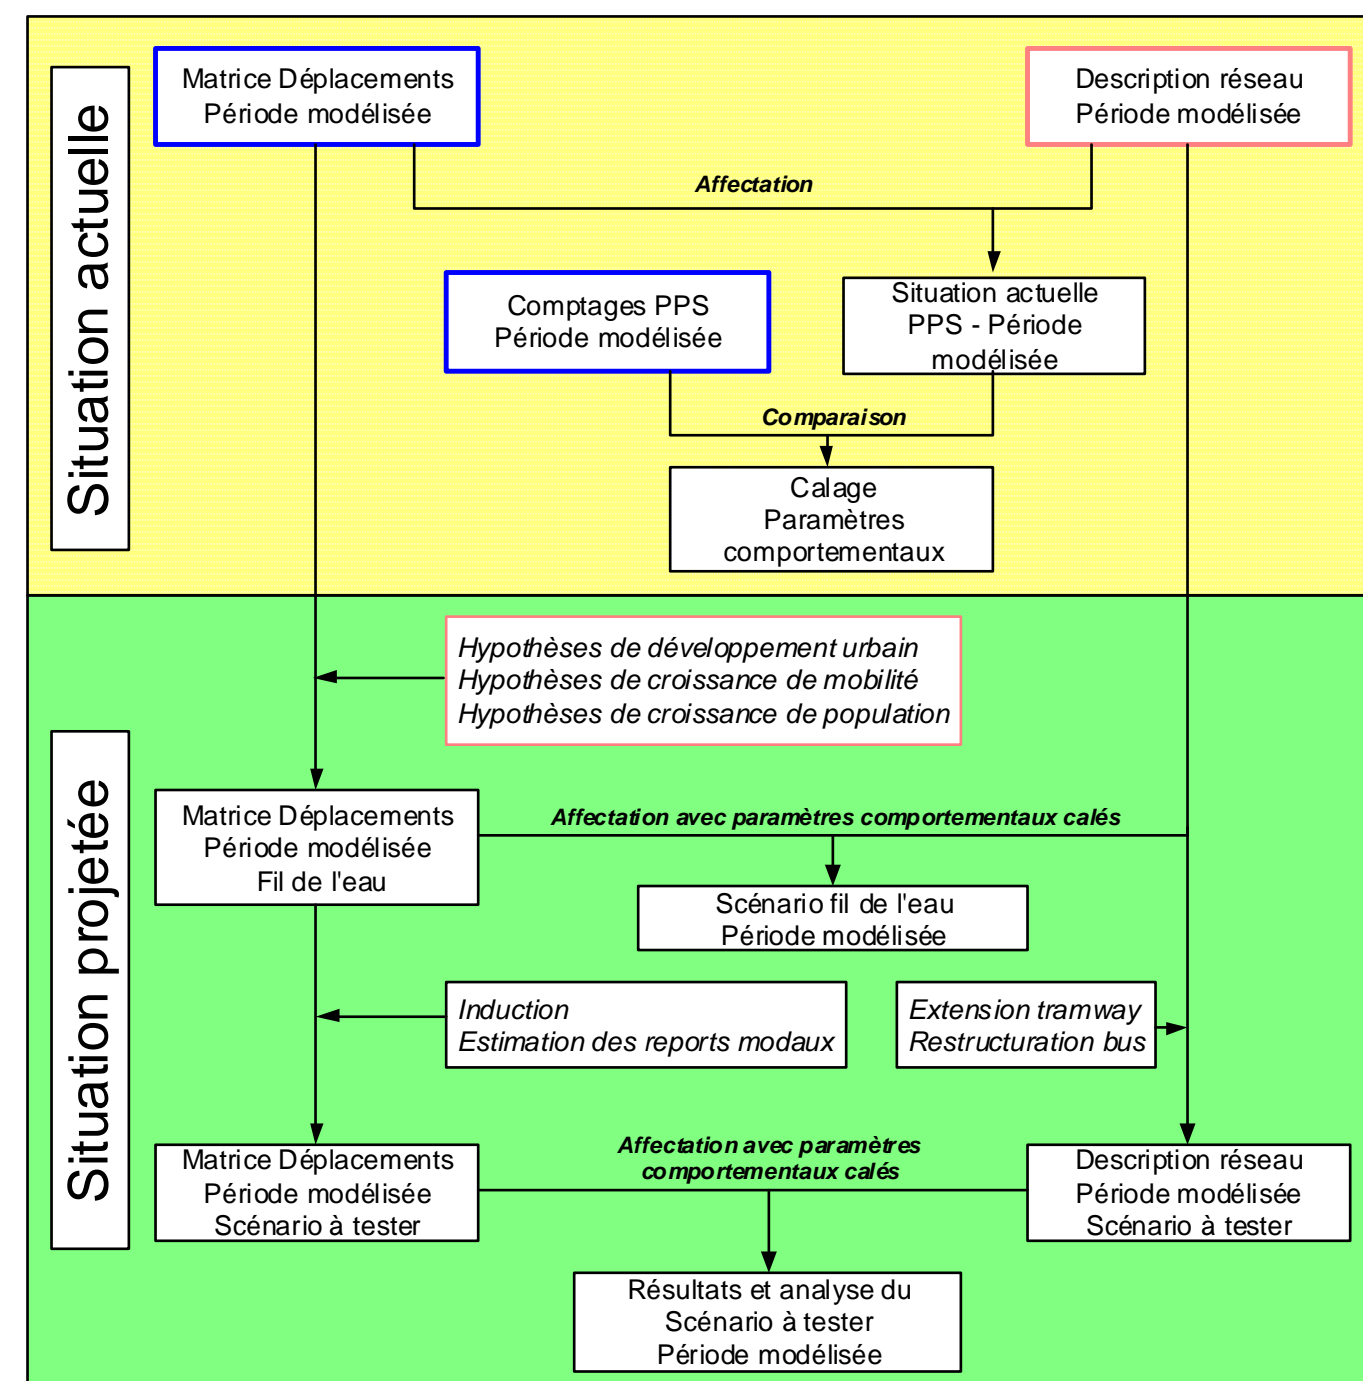 Situation actuelle
Matrice Déplacements
Période modélisée
Description réseau
Période modélisée
Affectation
Comptages PPS
Période modélisée
Situation actuelle
PPS - Période
modélisée
Comparaison
Calage
Paramètres
comportementaux
Situation projetée
Hypothèses de développement urbain
Hypothèses de croissance de mobilité
Hypothèses de croissance de population
Matrice Déplacements
Période modélisée
Fil de l'eau
Affectation avec paramètres comportementaux calés
Scénario fil de l'eau
Période modélisée
Induction
Estimation des reports modaux
Extension tramway
Restructuration bus
Matrice Déplacements
Période modélisée
Scénario à tester
Affectation avec paramètres
comportementaux calés
Description réseau
Période modélisée
Scénario à tester
Résultats et analyse du
Scénario à tester
Période modélisée